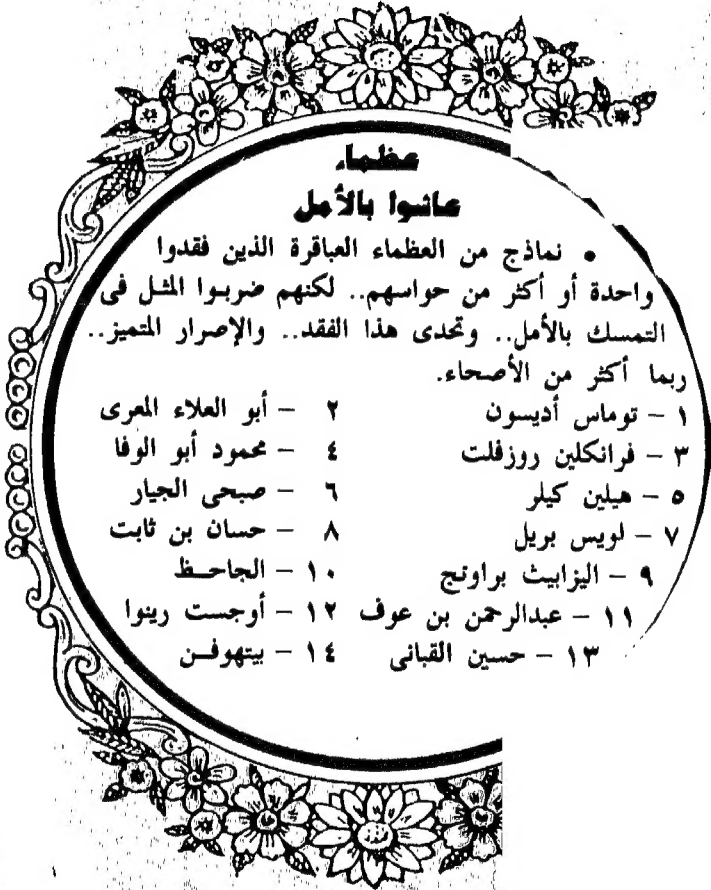 عظماء
عاشوا بالأمل
• نماذج من العظماء العباقرة الذين فقدوا
واحدة أو أكثر من حواسهم.. لكنهم ضربوا المثل فى
التمسك بالأمل.. وتحدى هذا الفقد.. والإصرار المتميز..
ربما أكثر من الأصحاء.
١ – توماس أديسون ٢ – أبو العلاء المعرى
٣ – فرانكلين روزفلت ٤ – محمود أبو الوفا
٥ – هيلين كيلر ٦ – صبحى الجيار
٧ – لويس بريل ٨ – حسان بن ثابت
٩ – اليزابيث براونج ١٠ – الجاحظ
١١ – عبدالرحمن بن عوف ١٢ – أوجست رينوا
١٣ – حسين القبانى ١٤ – بيتهوفن